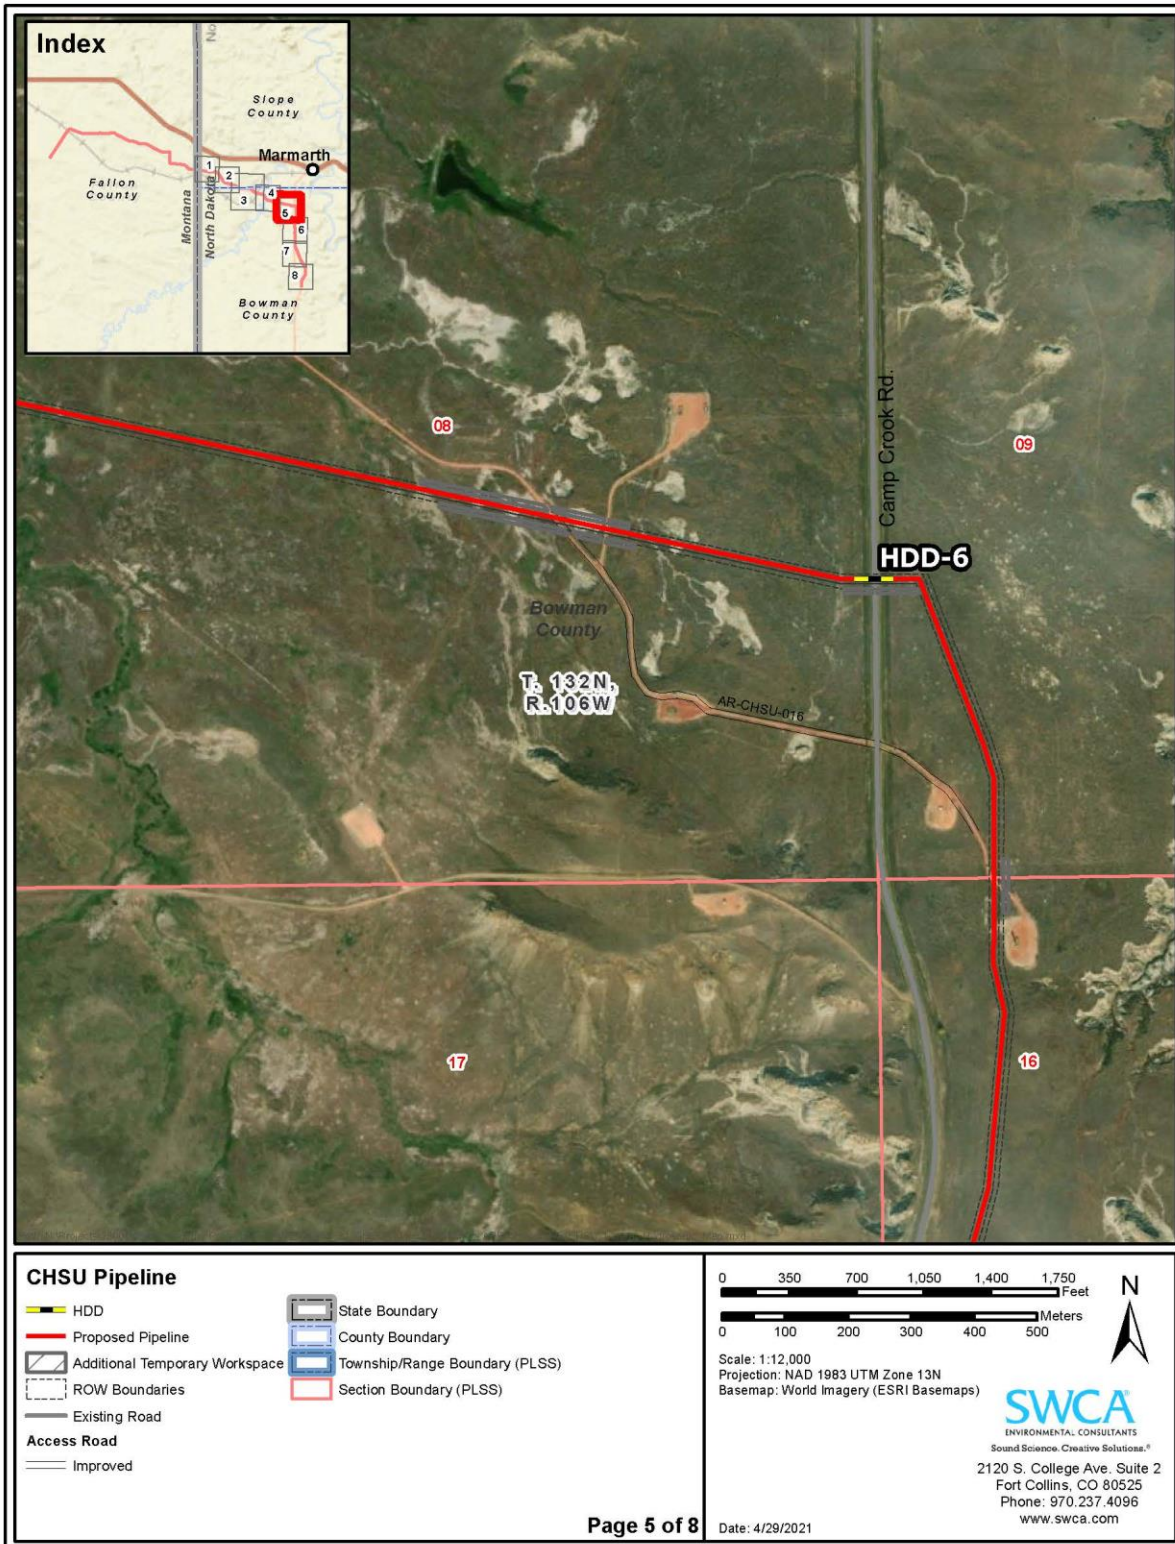 Index
No
Slope
County
Marmarth
Fallon
County
Montana
North Dakota
1
2
3
4
5
6
7
8
Bowman
County
08
09
Camp Crook Rd.
HDD-6
Bowman
County
T. 132N,
R.106W
AR-CHSU-016
17
16
CHSU Pipeline
HDD
Proposed Pipeline
Additional Temporary Workspace
ROW Boundaries
Existing Road
Access Road
Improved
State Boundary
County Boundary
Township/Range Boundary (PLSS)
Section Boundary (PLSS)
Page 5 of 8
0 350 700 1,050 1,400 1,750
Feet
Meters
0 100 200 300 400 500
N
Scale: 1:12,000
Projection: NAD 1983 UTM Zone 13N
Basemap: World Imagery (ESRI Basemaps)
SWCA®
ENVIRONMENTAL CONSULTANTS
Sound Science. Creative Solutions.®
2120 S. College Ave. Suite 2
Fort Collins, CO 80525
Phone: 970.237.4096
www.swca.com
Date: 4/29/2021